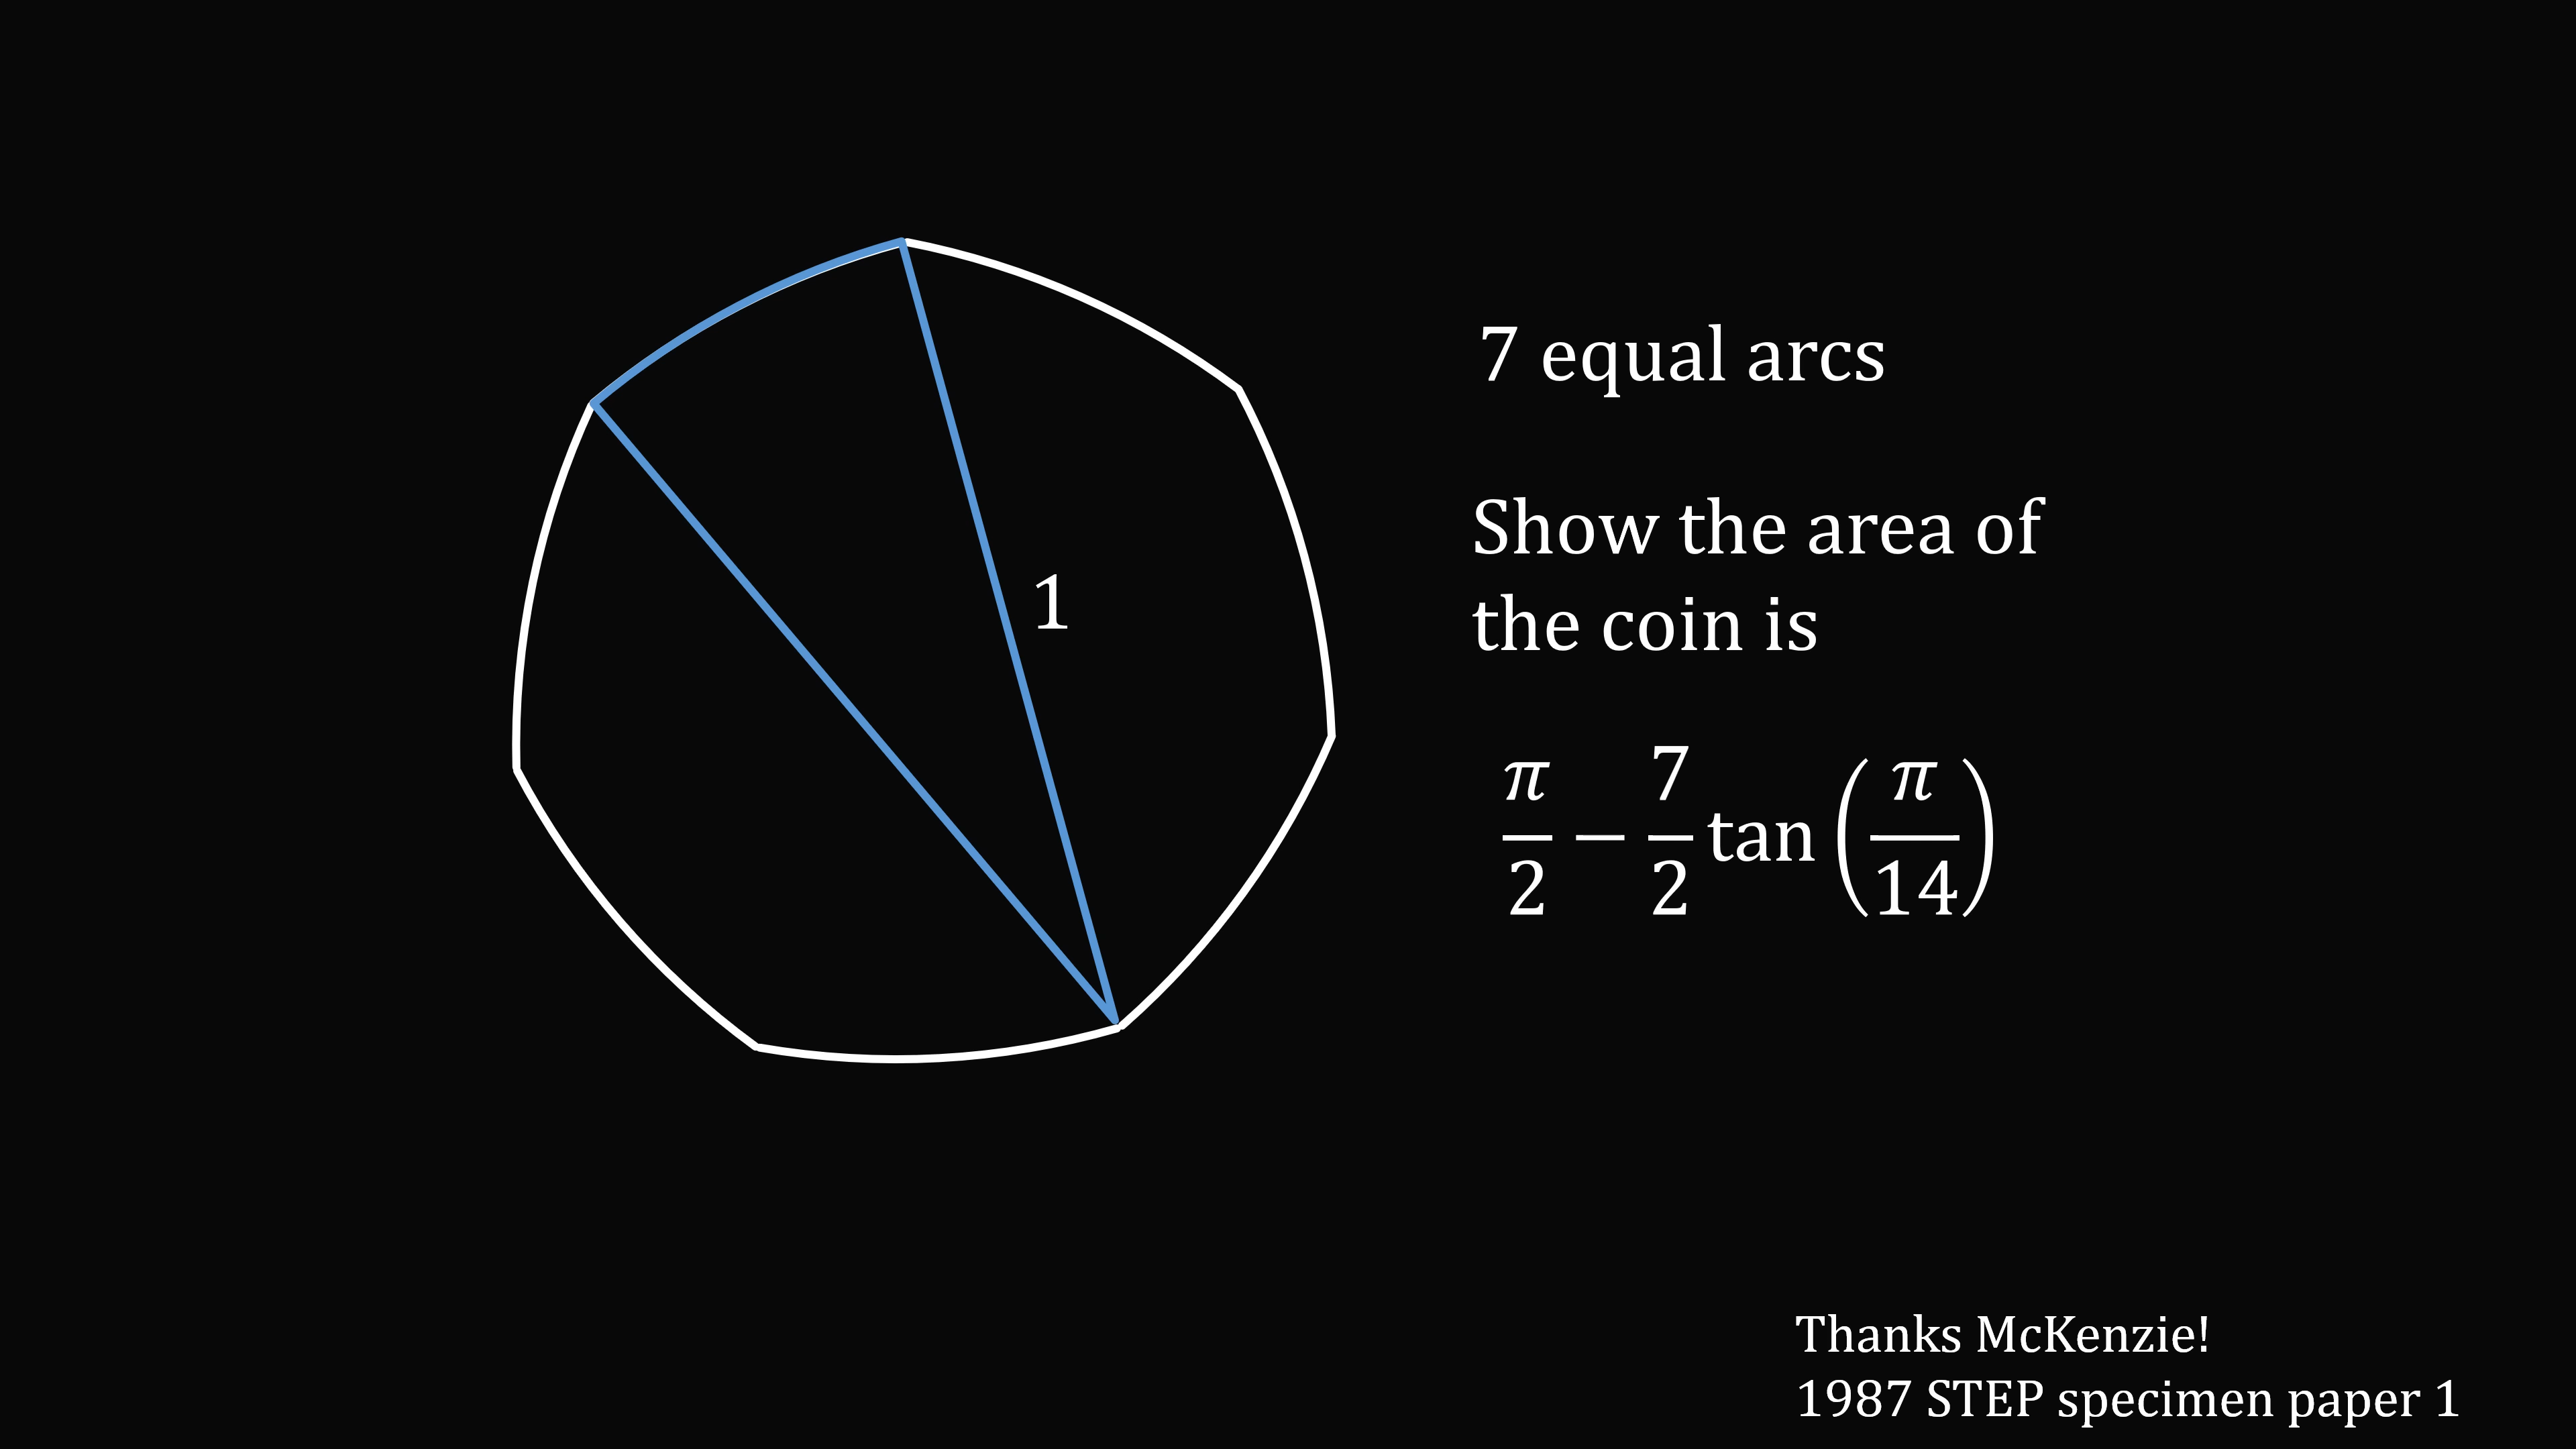 7 equal arcs
1
Show the area of
the coin is
π/2 − 7/2 tan(π/14)
Thanks McKenzie!
1987 STEP specimen paper 1